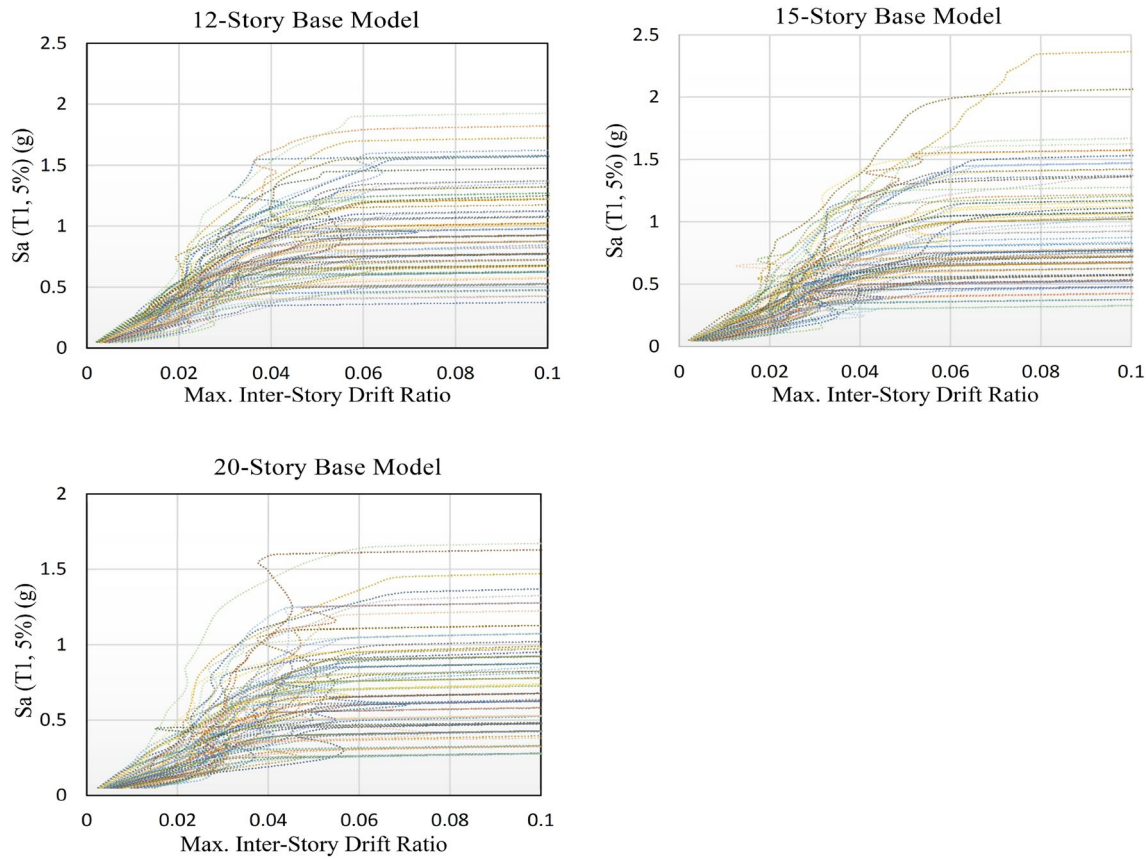 12-Story Base Model
2.5
2
1.5
1
0.5
0
0 0.02 0.04 0.06 0.08 0.1
Sa (T1, 5%) (g)
Max. Inter-Story Drift Ratio
15-Story Base Model
2.5
2
1.5
1
0.5
0
0 0.02 0.04 0.06 0.08 0.1
Sa (T1, 5%) (g)
Max. Inter-Story Drift Ratio
20-Story Base Model
2
1.5
1
0.5
0
0 0.02 0.04 0.06 0.08 0.1
Sa (T1, 5%) (g)
Max. Inter-Story Drift Ratio